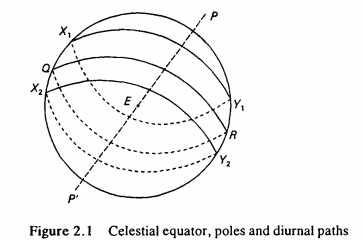 P
X1
Q
X2
E
Y1
R
Y2
P'
Figure 2.1 Celestial equator, poles and diurnal paths